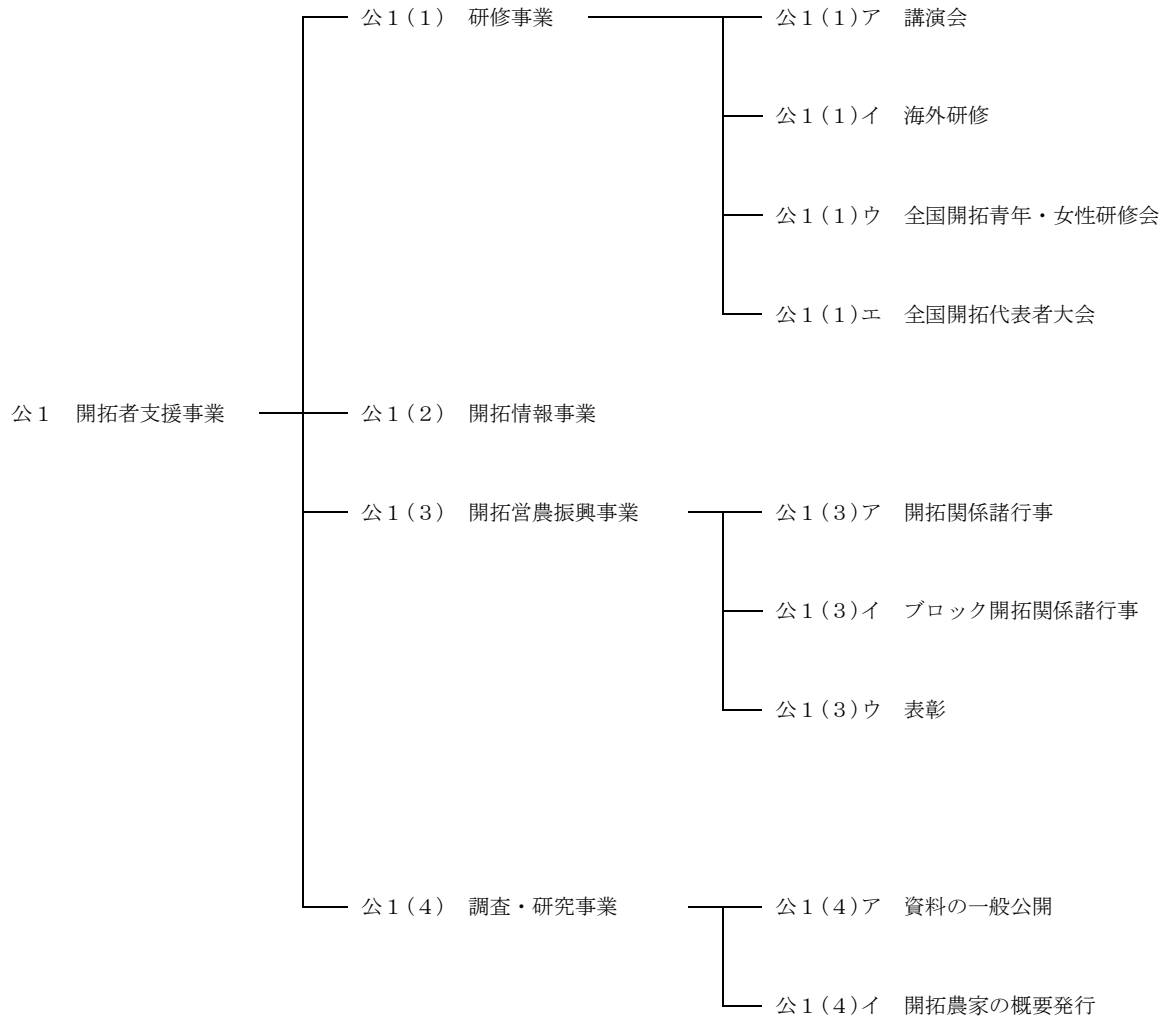 公１(１)　研修事業　公１(１)ア　講演会
公１(１)イ　海外研修
公１(１)ウ　全国開拓青年・女性研修会
公１(１)エ　全国開拓代表者大会
公１　開拓者支援事業　公１(２)　開拓情報事業
公１(３)　開拓営農振興事業　公１(３)ア　開拓関係諸行事
公１(３)イ　ブロック開拓関係諸行事
公１(３)ウ　表彰
公１(４)　調査・研究事業　公１(４)ア　資料の一般公開
公１(４)イ　開拓農家の概要発行